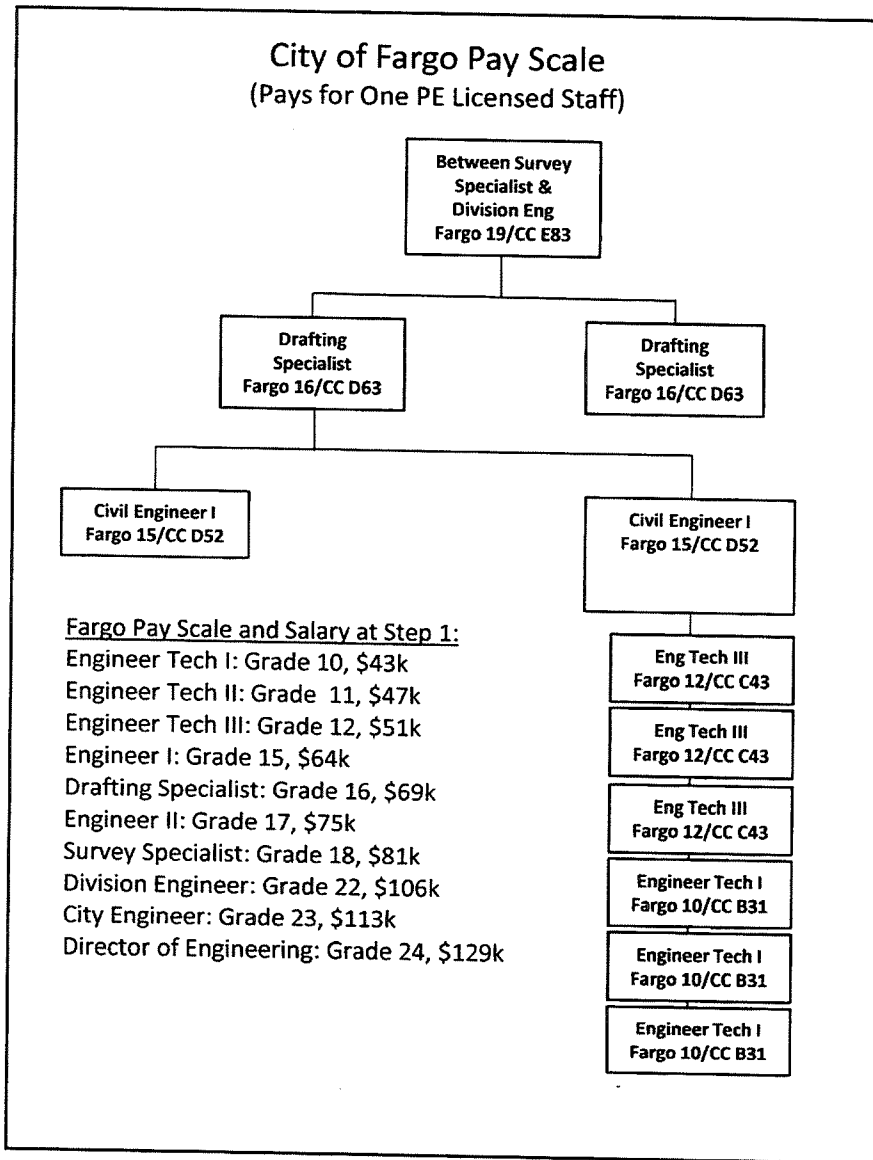 City of Fargo Pay Scale
(Pays for One PE Licensed Staff)
Between Survey
Specialist &
Division Eng
Fargo 19/CC E83
Drafting
Specialist
Fargo 16/CC D63
Drafting
Specialist
Fargo 16/CC D63
Civil Engineer I
Fargo 15/CC D52
Civil Engineer I
Fargo 15/CC D52
Fargo Pay Scale and Salary at Step 1:
Engineer Tech I: Grade 10, $43k
Engineer Tech II: Grade 11, $47k
Engineer Tech III: Grade 12, $51k
Engineer I: Grade 15, $64k
Drafting Specialist: Grade 16, $69k
Engineer II: Grade 17, $75k
Survey Specialist: Grade 18, $81k
Division Engineer: Grade 22, $106k
City Engineer: Grade 23, $113k
Director of Engineering: Grade 24, $129k
Eng Tech III
Fargo 12/CC C43
Eng Tech III
Fargo 12/CC C43
Eng Tech III
Fargo 12/CC C43
Engineer Tech I
Fargo 10/CC B31
Engineer Tech I
Fargo 10/CC B31
Engineer Tech I
Fargo 10/CC B31